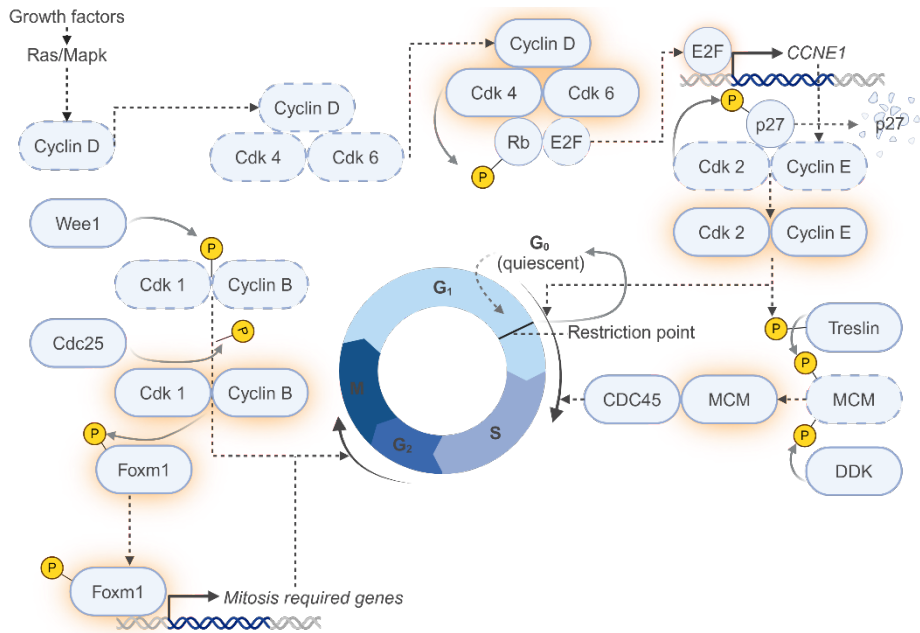 Growth factors
Ras/Mapk
Cyclin D
Cyclin D
Cdk 4
Cdk 6
Cyclin D
Cdk 4
Cdk 6
Rb
E2F
P
E2F
CCNE1
P
p27
p27
Cdk 2
Cyclin E
Cdk 2
Cyclin E
Wee1
P
Cdk 1
Cyclin B
P
Cdc25
Cdk 1
Cyclin B
P
Foxm1
P
Foxm1
Mitosis required genes
G₀
(quiescent)
G₁
Restriction point
M
G₂
S
P
Treslin
P
CDC45
MCM
MCM
P
DDK